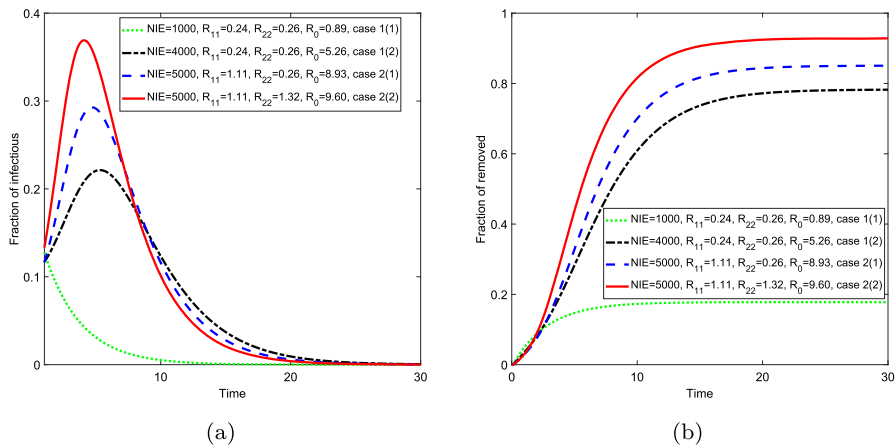 0.4
0.3
0.2
0.1
0
Fraction of infectious
NIE=1000, R11=0.24, R22=0.26, R0=0.89, case 1(1)
NIE=4000, R11=0.24, R22=0.26, R0=5.26, case 1(2)
NIE=5000, R11=1.11, R22=0.26, R0=8.93, case 2(1)
NIE=5000, R11=1.11, R22=1.32, R0=9.60, case 2(2)
10 20 30
Time
(a)
1
0.8
0.6
0.4
0.2
0
Fraction of removed
NIE=1000, R11=0.24, R22=0.26, R0=0.89, case 1(1)
NIE=4000, R11=0.24, R22=0.26, R0=5.26, case 1(2)
NIE=5000, R11=1.11, R22=0.26, R0=8.93, case 2(1)
NIE=5000, R11=1.11, R22=1.32, R0=9.60, case 2(2)
0 10 20 30
Time
(b)